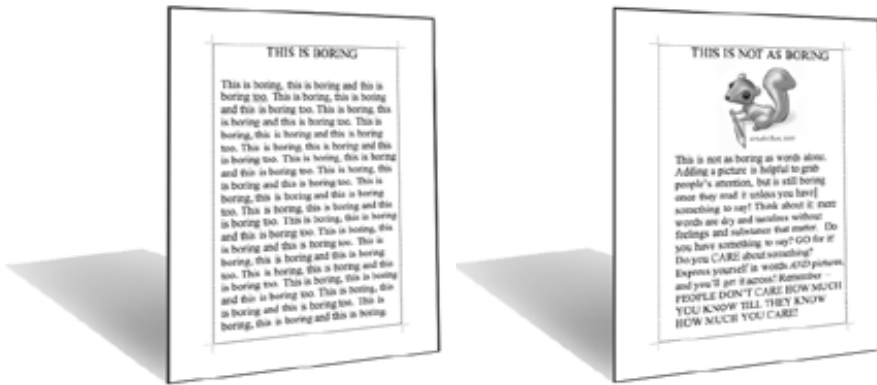 THIS IS BORING
This is boring, this is boring and this is
boring too. This is boring, this is boring
and this is boring too. This is boring, this
is boring and this is boring too. This is
boring, this is boring and this is boring
too. This is boring, this is boring and this
is boring too. This is boring, this is boring
and this is boring too. This is boring, this
is boring and this is boring too. This is
boring, this is boring and this is boring
too. This is boring, this is boring and this
is boring too. This is boring, this is boring
and this is boring too. This is boring, this
is boring and this is boring too. This is
boring, this is boring and this is boring
too. This is boring, this is boring and this
is boring too. This is boring, this is boring
and this is boring too. This is boring, this
is boring and this is boring too. This is
boring, this is boring and this is boring.
THIS IS NOT AS BORING
This is not as boring as words alone.
Adding a picture is helpful to grab
people's attention, but is still boring
once they read it unless you have
something to say! Think about it: mere
words are dry and tasteless without
feelings and substance that matter. Do
you have something to say? GO for it!
Do you CARE about something?
Express yourself in words AND pictures,
and you'll get it across! Remember –
PEOPLE DON'T CARE HOW MUCH
YOU KNOW TILL THEY KNOW
HOW MUCH YOU CARE!